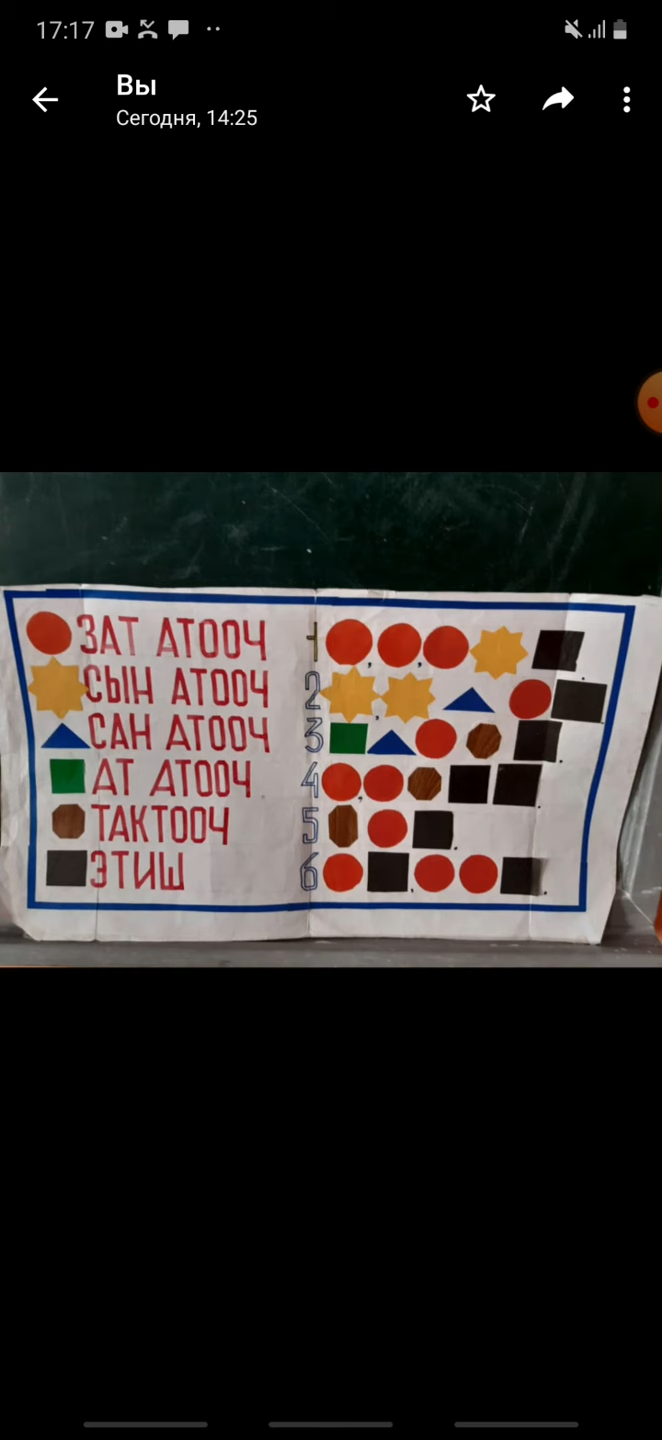 17:17
Вы
Сегодня, 14:25
ЗАТ АТООЧ 1 , , .
СЫН АТООЧ 2 ,
САН АТООЧ 3 .
АТ АТООЧ 4 , .
ТАКТООЧ 5 .
ЭТИШ 6 , .